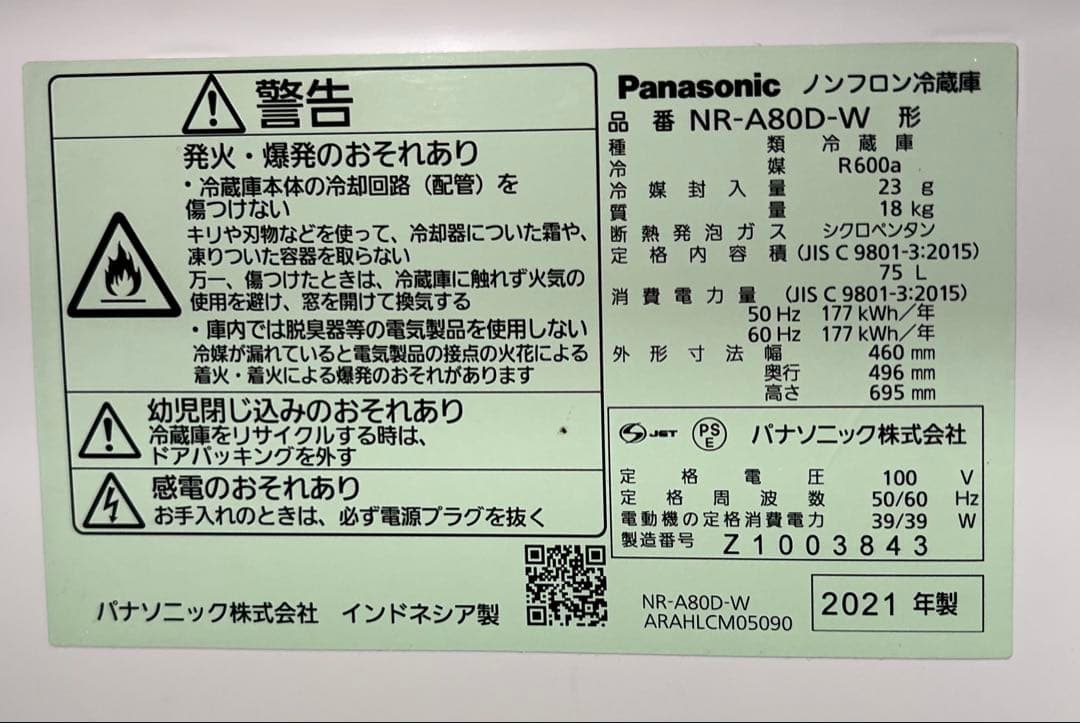 警告
発火・爆発のおそれあり
・冷蔵庫本体の冷却回路（配管）を
傷つけない
キリや刃物などを使って、冷却器についた霜や、
凍りついた容器を取らない
万一、傷つけたときは、冷蔵庫に触れず火気の
使用を避け、窓を開けて換気する
・庫内では脱臭器等の電気製品を使用しない
冷媒が漏れていると電気製品の接点の火花による
着火・着火による爆発のおそれがあります
幼児閉じ込みのおそれあり
冷蔵庫をリサイクルする時は、
ドアパッキングを外す
感電のおそれあり
お手入れのときは、必ず電源プラグを抜く
パナソニック株式会社 インドネシア製
Panasonic ノンフロン冷蔵庫
品番 NR-A80D-W 形
種類 冷蔵庫
冷媒 R600a
冷媒封入量 23 g
質量 18 kg
断熱発泡ガス シクロペンタン
定格内容積 (JIS C 9801-3:2015)
75 L
消費電力量 (JIS C 9801-3:2015)
50 Hz 177 kWh/年
60 Hz 177 kWh/年
外形寸法 幅 460 mm
奥行 496 mm
高さ 695 mm
S JET PS E パナソニック株式会社
定格電圧 100 V
定格周波数 50/60 Hz
電動機の定格消費電力 39/39 W
製造番号 Z1003843
NR-A80D-W
ARAHLCM05090
2021 年製